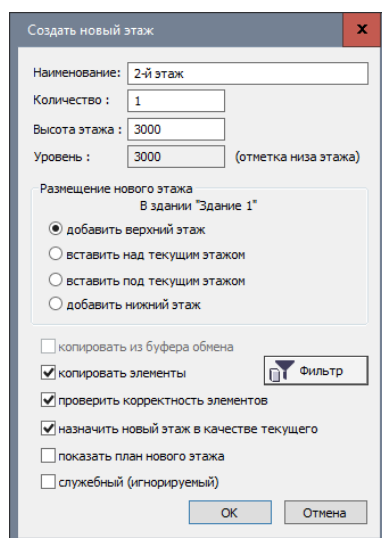 Создать новый этаж
x
Наименование: 2-й этаж
Количество : 1
Высота этажа : 3000
Уровень : 3000 (отметка низа этажа)
Размещение нового этажа
В здании "Здание 1"
добавить верхний этаж
вставить над текущим этажом
вставить под текущим этажом
добавить нижний этаж
копировать из буфера обмена
копировать элементы Фильтр
проверить корректность элементов
назначить новый этаж в качестве текущего
показать план нового этажа
служебный (игнорируемый)
OK Отмена